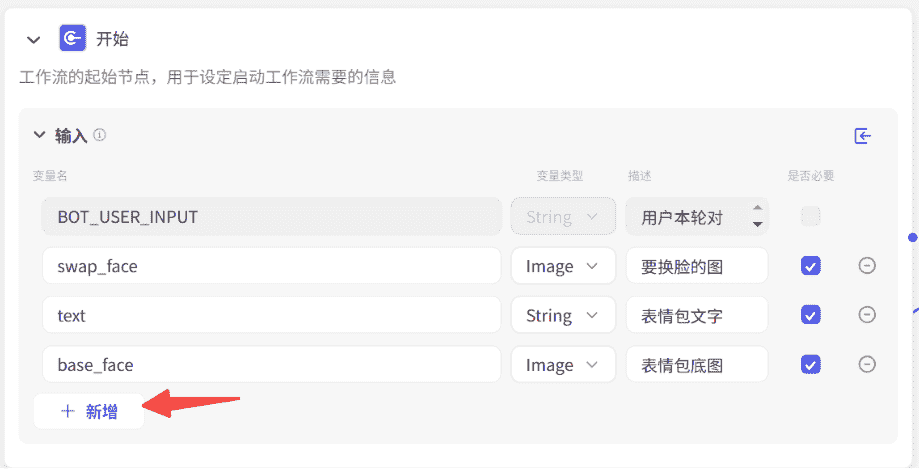 开始
工作流的起始节点，用于设定启动工作流需要的信息
输入
变量名 变量类型 描述 是否必要
BOT_USER_INPUT String 用户本轮对
swap_face Image 要换脸的图
text String 表情包文字
base_face Image 表情包底图
+ 新增